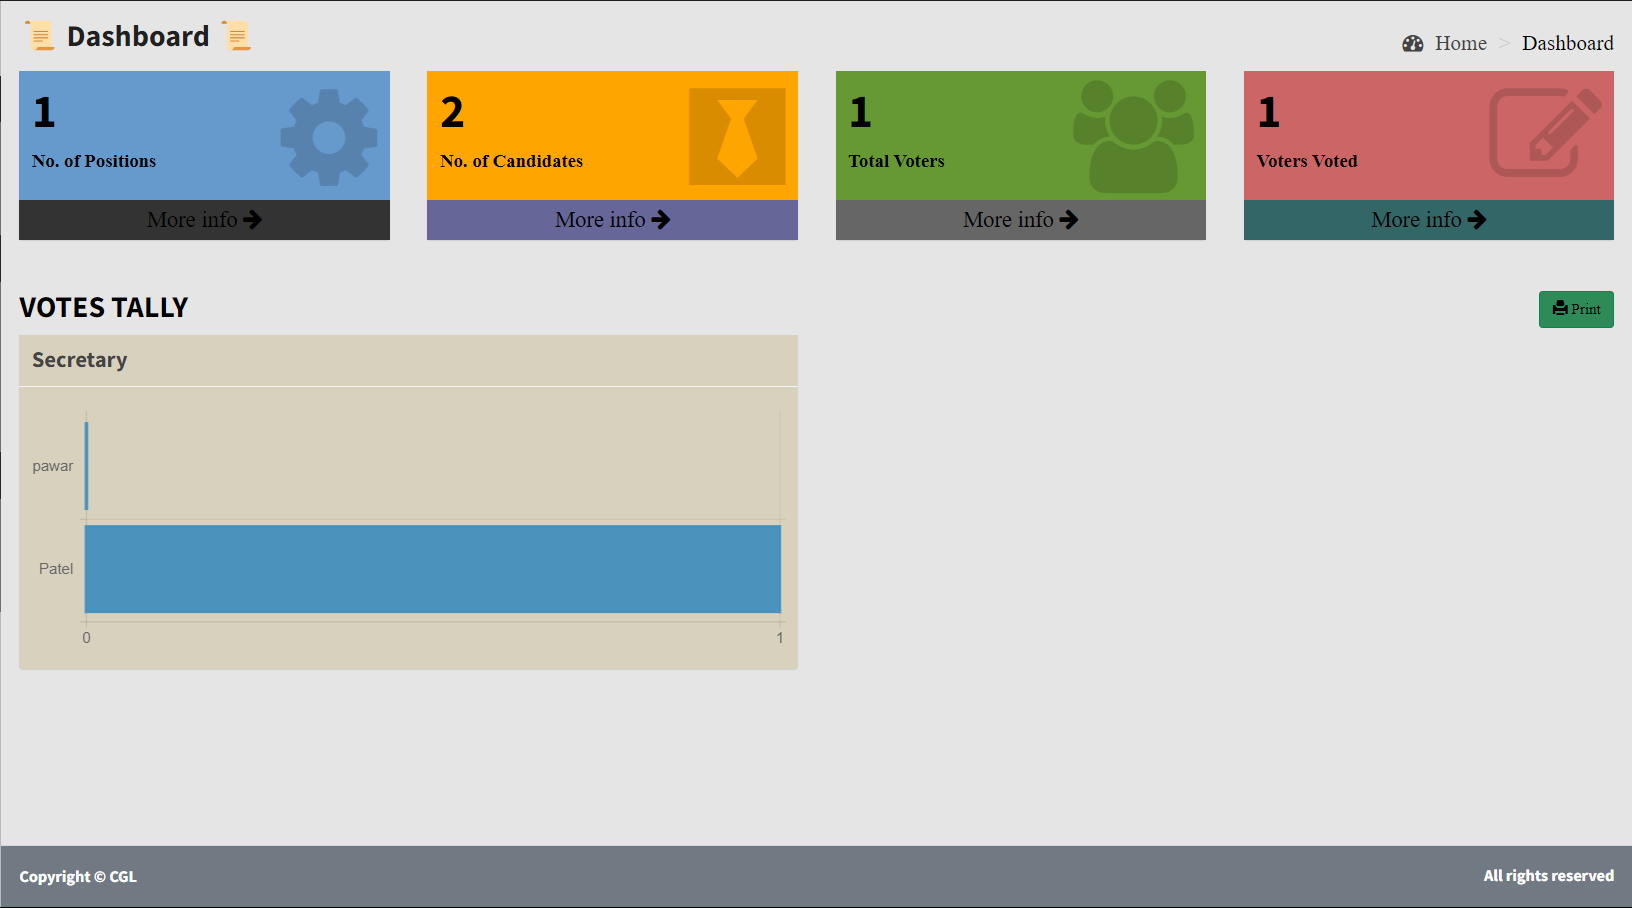 Dashboard
Home > Dashboard
1
No. of Positions
More info
2
No. of Candidates
More info
1
Total Voters
More info
1
Voters Voted
More info
VOTES TALLY
Print
Secretary
pawar
Patel
0 1
Copyright © CGL
All rights reserved